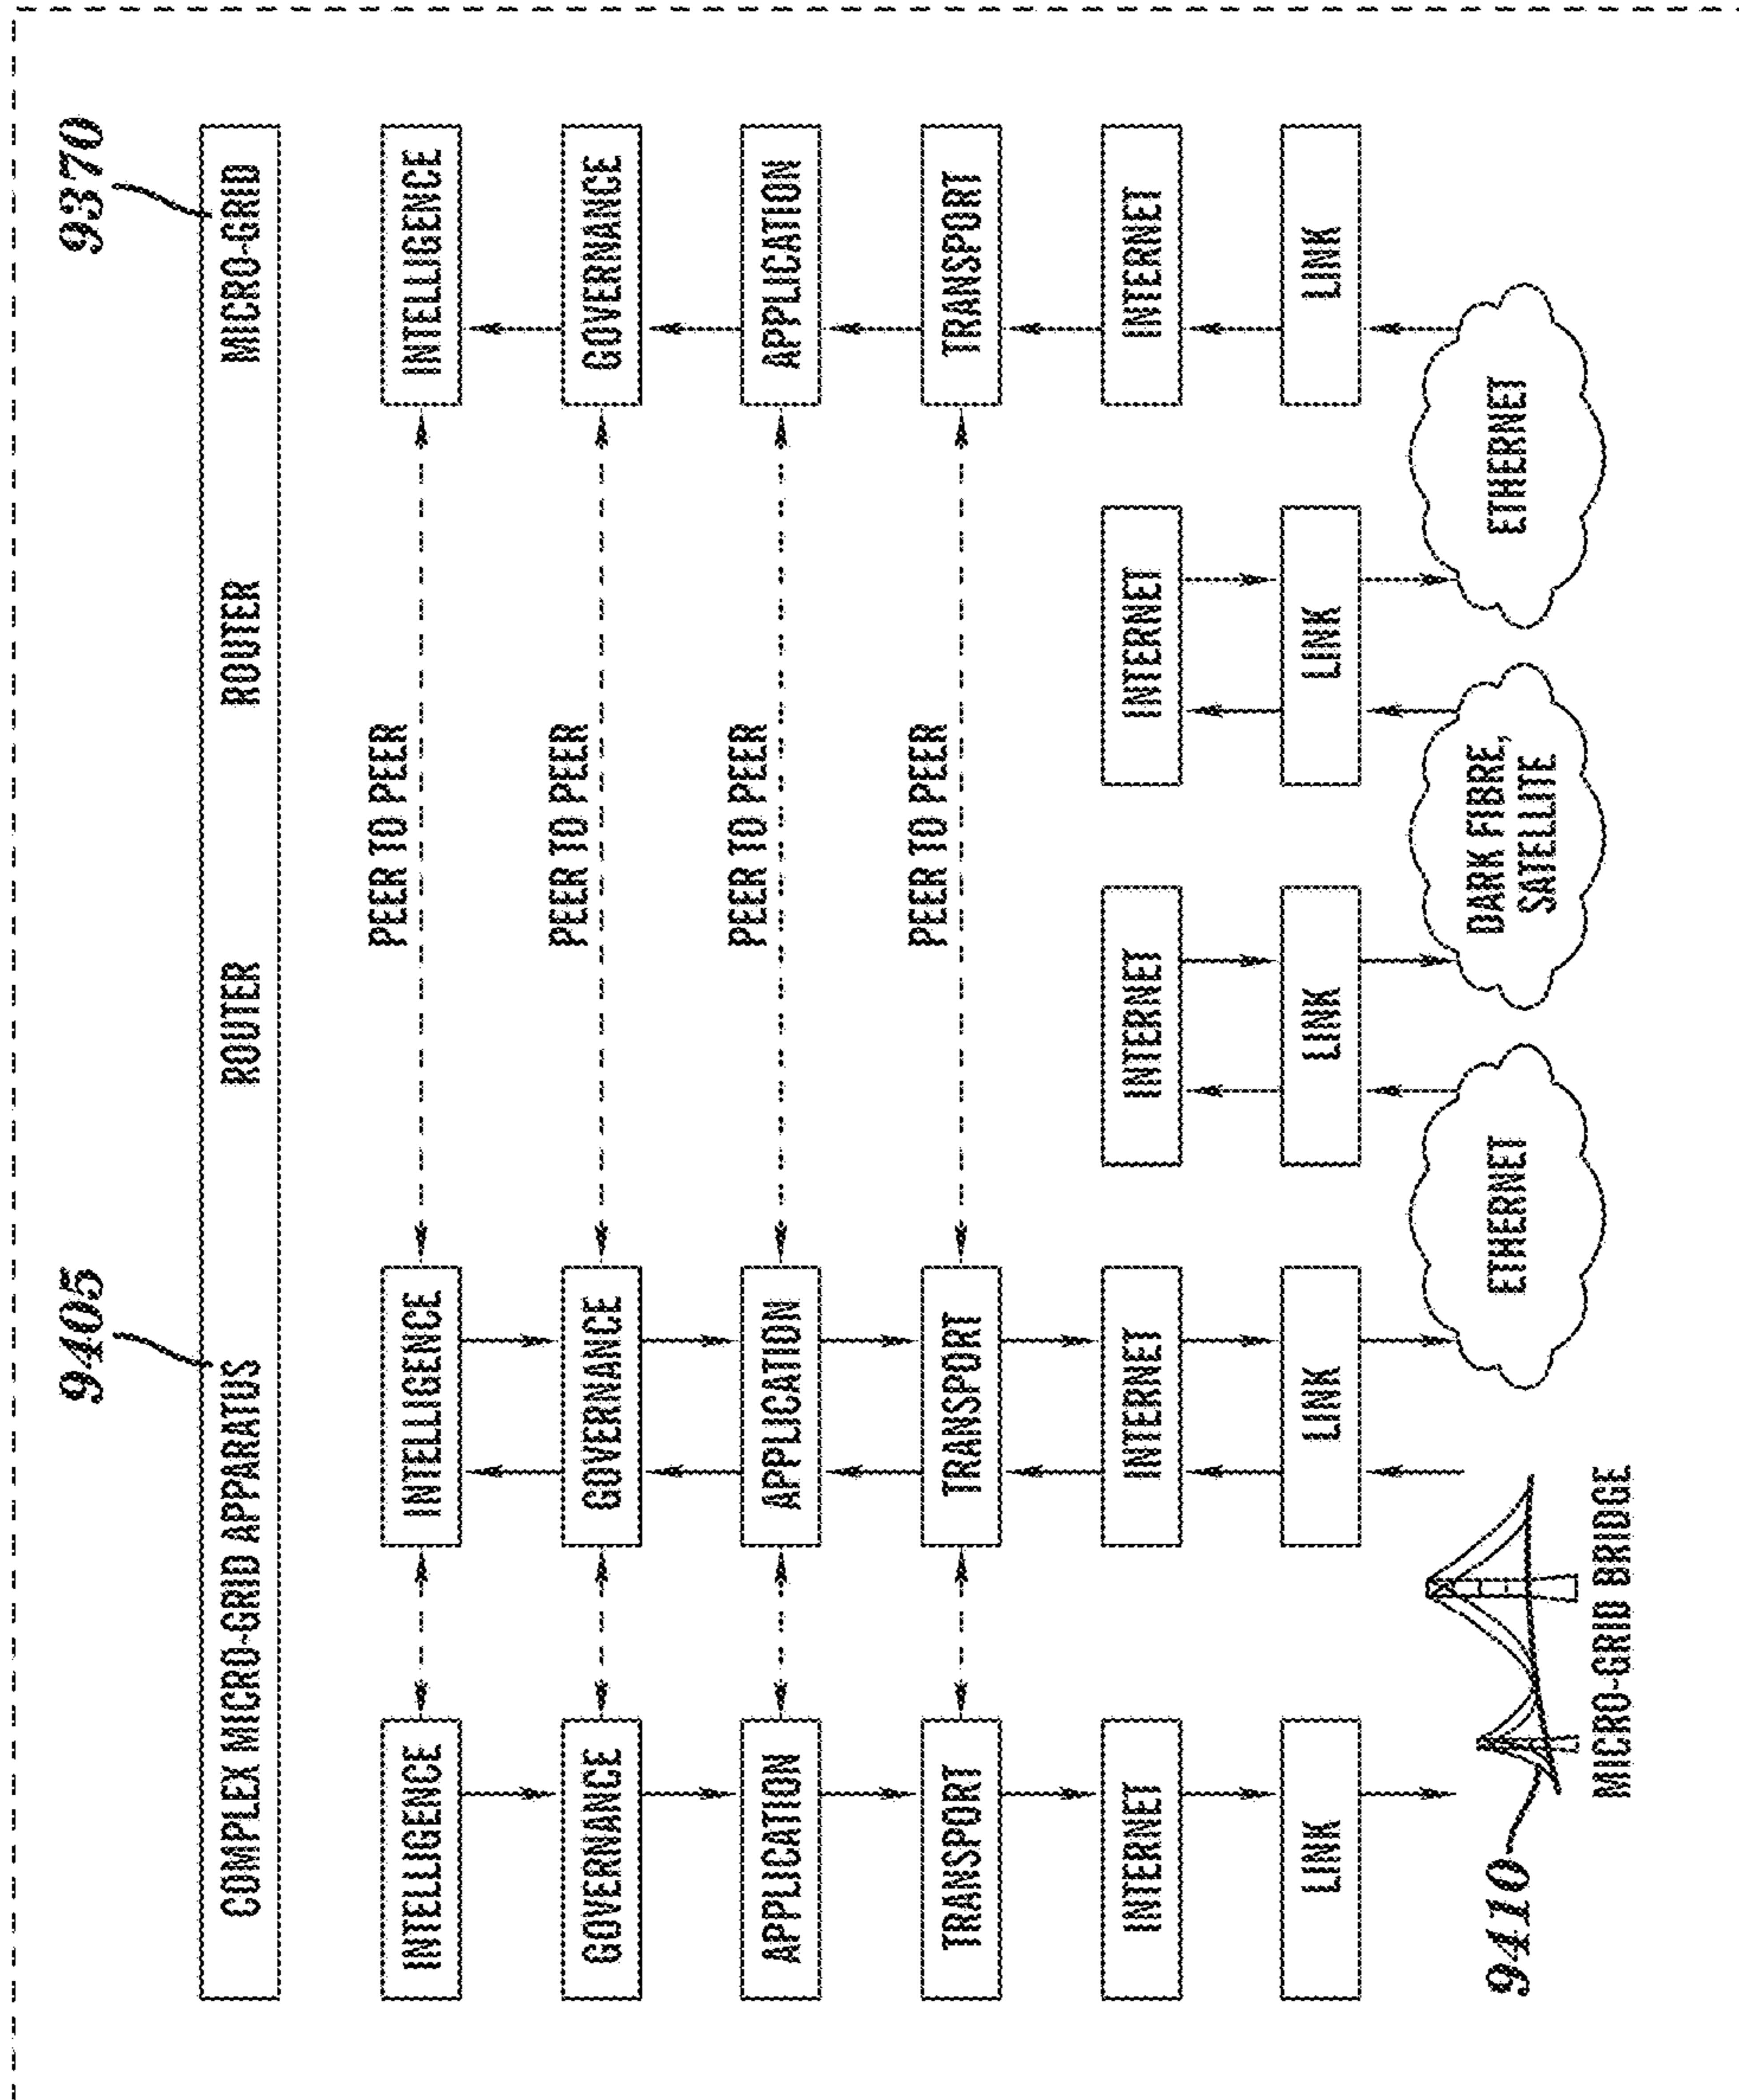 9405
9370
COMPLEX MICRO-GRID APPARATUS ROUTER ROUTER MICRO-GRID
INTELLIGENCE INTELLIGENCE PEER TO PEER INTELLIGENCE
GOVERNANCE GOVERNANCE PEER TO PEER GOVERNANCE
APPLICATION APPLICATION PEER TO PEER APPLICATION
TRANSPORT TRANSPORT PEER TO PEER TRANSPORT
INTERNET INTERNET INTERNET INTERNET INTERNET
LINK LINK LINK LINK LINK
9410
ETHERNET
DARK FIBRE,
SATELLITE
ETHERNET
MICRO-GRID BRIDGE